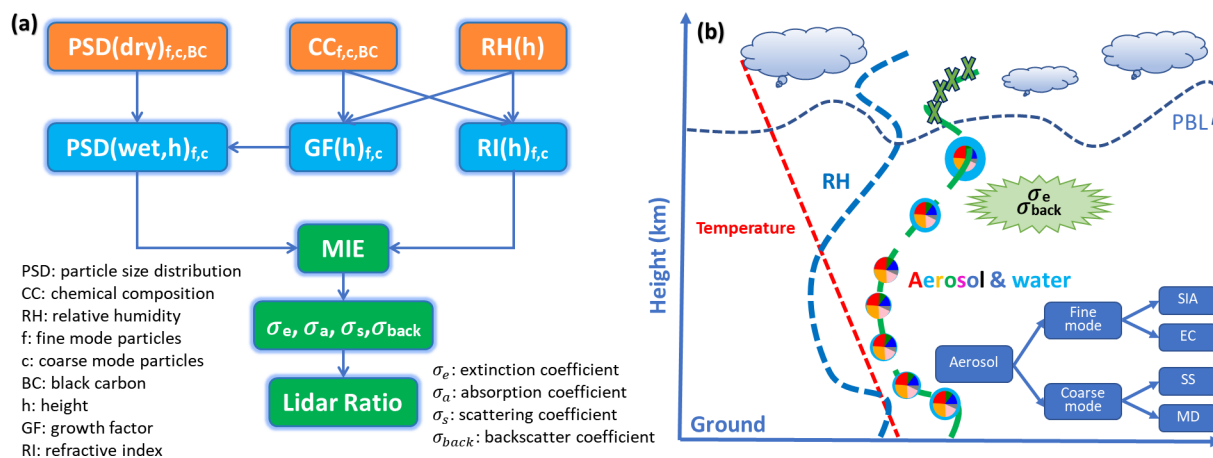 (a)
PSD(dry)f,c,BC
CCf,c,BC
RH(h)
PSD(wet,h)f,c
GF(h)f,c
RI(h)f,c
MIE
σe, σa, σs,σback
Lidar Ratio
PSD: particle size distribution
CC: chemical composition
RH: relative humidity
f: fine mode particles
c: coarse mode particles
BC: black carbon
h: height
GF: growth factor
RI: refractive index
σe: extinction coefficient
σa: absorption coefficient
σs: scattering coefficient
σback: backscatter coefficient
(b)
Height (km)
PBL
RH
σe
σback
Temperature
Aerosol & water
Aerosol
Fine
mode
Coarse
mode
SIA
EC
SS
MD
Ground